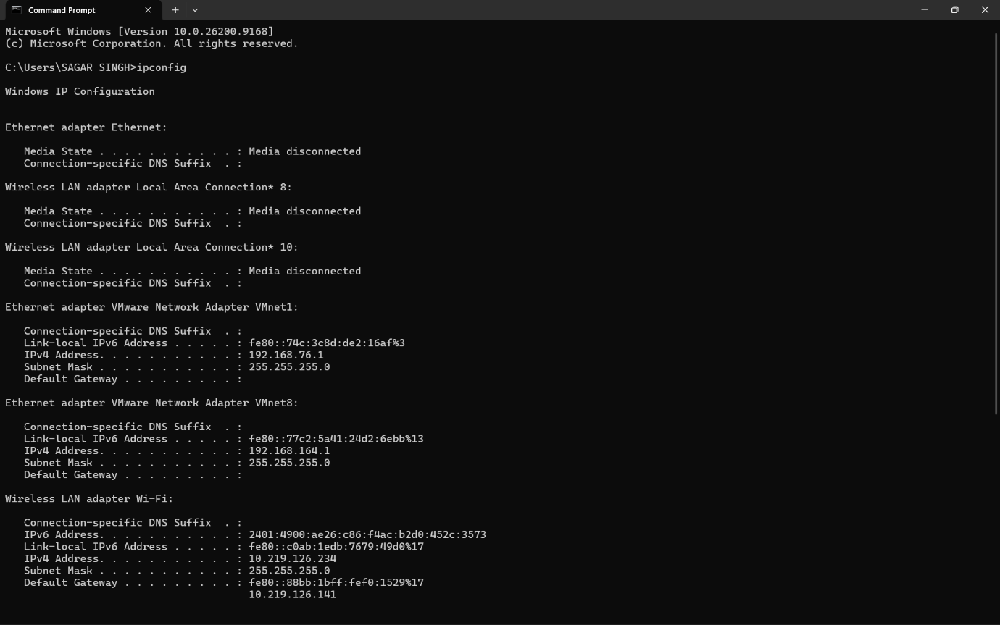 Command Prompt
Microsoft Windows [Version 10.0.26200.9168]
(c) Microsoft Corporation. All rights reserved.
C:\Users\SAGAR SINGH>ipconfig
Windows IP Configuration
Ethernet adapter Ethernet:
Media State . . . . . . . . . . . : Media disconnected
Connection-specific DNS Suffix  . :
Wireless LAN adapter Local Area Connection* 8:
Media State . . . . . . . . . . . : Media disconnected
Connection-specific DNS Suffix  . :
Wireless LAN adapter Local Area Connection* 10:
Media State . . . . . . . . . . . : Media disconnected
Connection-specific DNS Suffix  . :
Ethernet adapter VMware Network Adapter VMnet1:
Connection-specific DNS Suffix  . :
Link-local IPv6 Address . . . . . : fe80::74c:3c8d:de2:16af%3
IPv4 Address. . . . . . . . . . . : 192.168.76.1
Subnet Mask . . . . . . . . . . . : 255.255.255.0
Default Gateway . . . . . . . . . :
Ethernet adapter VMware Network Adapter VMnet8:
Connection-specific DNS Suffix  . :
Link-local IPv6 Address . . . . . : fe80::77c2:5a41:24d2:6ebb%13
IPv4 Address. . . . . . . . . . . : 192.168.164.1
Subnet Mask . . . . . . . . . . . : 255.255.255.0
Default Gateway . . . . . . . . . :
Wireless LAN adapter Wi-Fi:
Connection-specific DNS Suffix  . :
IPv6 Address. . . . . . . . . . . : 2401:4900:ae26:c86:f4ac:b2d0:452c:3573
Link-local IPv6 Address . . . . . : fe80::c0ab:1edb:7679:49d0%17
IPv4 Address. . . . . . . . . . . : 10.219.126.234
Subnet Mask . . . . . . . . . . . : 255.255.255.0
Default Gateway . . . . . . . . . : fe80::88bb:1bff:fef0:1529%17
10.219.126.141